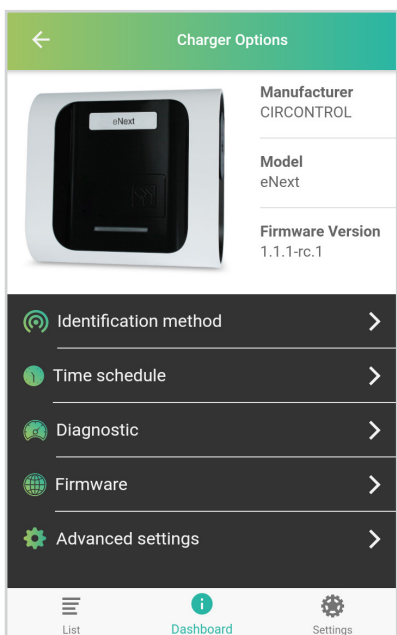 Charger Options
eNext
Manufacturer
CIRCONTROL
Model
eNext
Firmware Version
1.1.1-rc.1
Identification method
Time schedule
Diagnostic
Firmware
Advanced settings
List
Dashboard
Settings